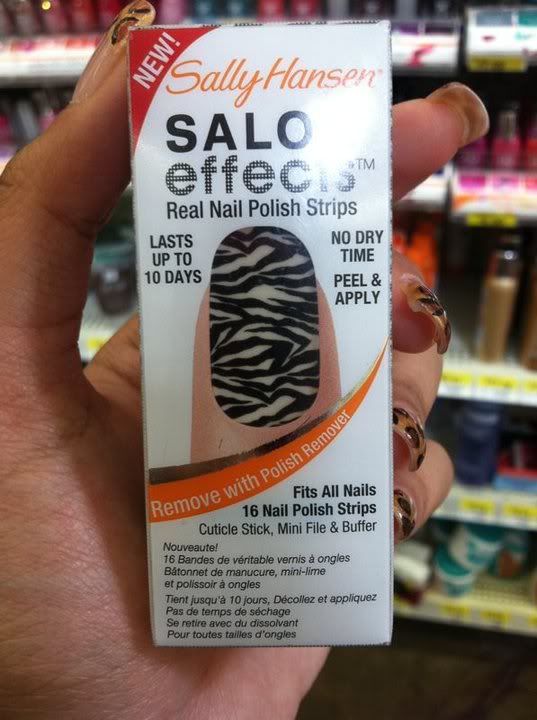 NEW!
Sally Hansen
SALO
effects™
Real Nail Polish Strips
LASTS
UP TO
10 DAYS
NO DRY
TIME
PEEL &
APPLY
Remove with Polish Remover
Fits All Nails
16 Nail Polish Strips
Cuticle Stick, Mini File & Buffer
Nouveaute!
16 Bandes de véritable vernis à ongles
Bâtonnet de manucure, mini-lime
et polissoir à ongles
Tient jusqu'à 10 jours, Décollez et appliquez
Pas de temps de séchage
Se retire avec du dissolvant
Pour toutes tailles d'ongles